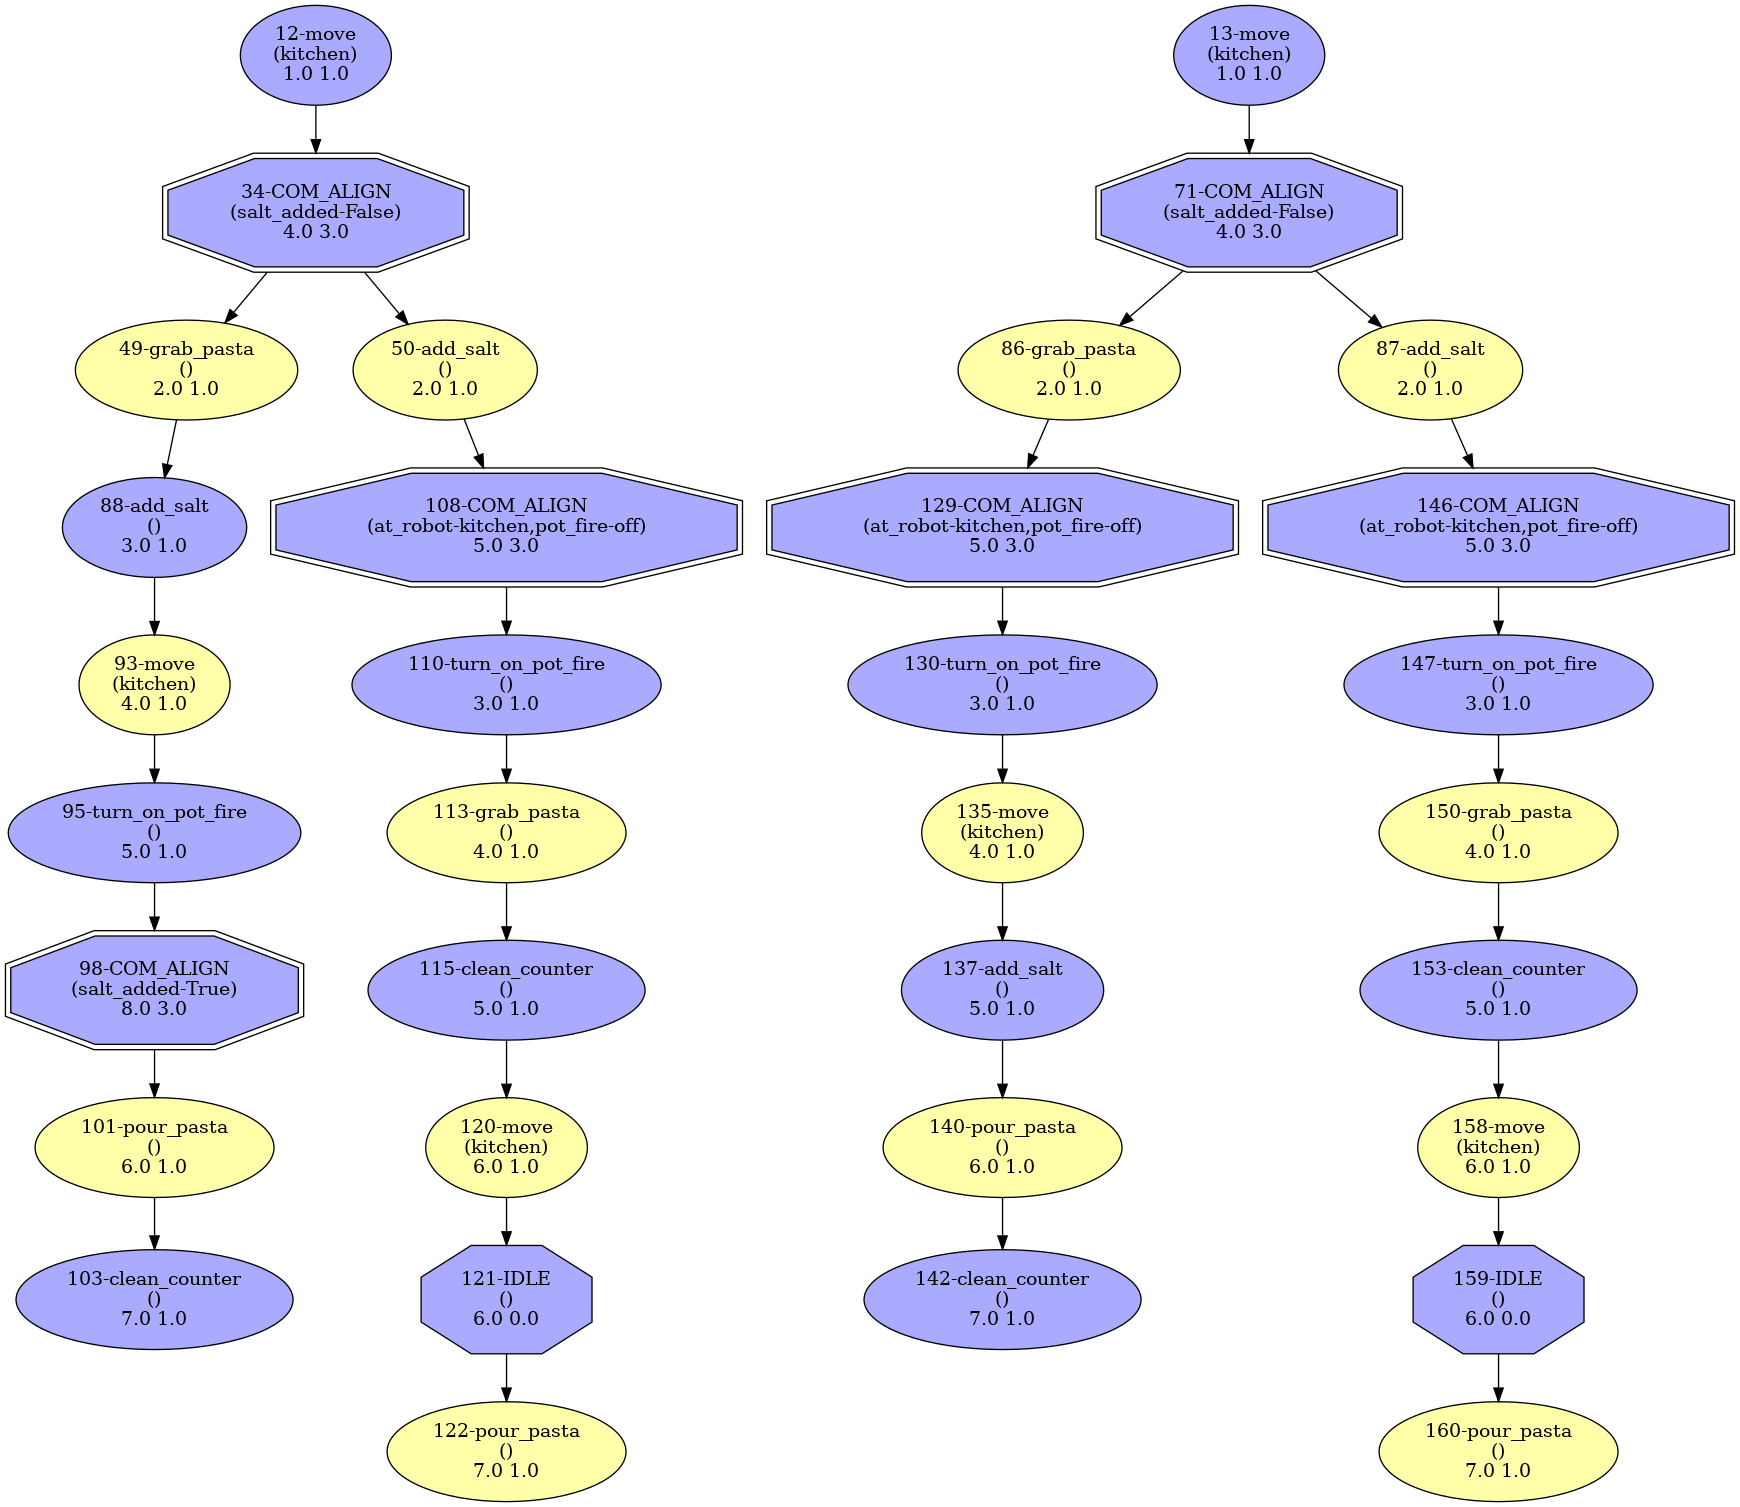 12-move
(kitchen)
1.0 1.0
13-move
(kitchen)
1.0 1.0
34-COM_ALIGN
(salt_added-False)
4.0 3.0
71-COM_ALIGN
(salt_added-False)
4.0 3.0
49-grab_pasta
()
2.0 1.0
50-add_salt
()
2.0 1.0
86-grab_pasta
()
2.0 1.0
87-add_salt
()
2.0 1.0
88-add_salt
()
3.0 1.0
108-COM_ALIGN
(at_robot-kitchen,pot_fire-off)
5.0 3.0
129-COM_ALIGN
(at_robot-kitchen,pot_fire-off)
5.0 3.0
146-COM_ALIGN
(at_robot-kitchen,pot_fire-off)
5.0 3.0
93-move
(kitchen)
4.0 1.0
110-turn_on_pot_fire
()
3.0 1.0
130-turn_on_pot_fire
()
3.0 1.0
147-turn_on_pot_fire
()
3.0 1.0
95-turn_on_pot_fire
()
5.0 1.0
113-grab_pasta
()
4.0 1.0
135-move
(kitchen)
4.0 1.0
150-grab_pasta
()
4.0 1.0
98-COM_ALIGN
(salt_added-True)
8.0 3.0
115-clean_counter
()
5.0 1.0
137-add_salt
()
5.0 1.0
153-clean_counter
()
5.0 1.0
101-pour_pasta
()
6.0 1.0
120-move
(kitchen)
6.0 1.0
140-pour_pasta
()
6.0 1.0
158-move
(kitchen)
6.0 1.0
103-clean_counter
()
7.0 1.0
121-IDLE
()
6.0 0.0
142-clean_counter
()
7.0 1.0
159-IDLE
()
6.0 0.0
122-pour_pasta
()
7.0 1.0
160-pour_pasta
()
7.0 1.0